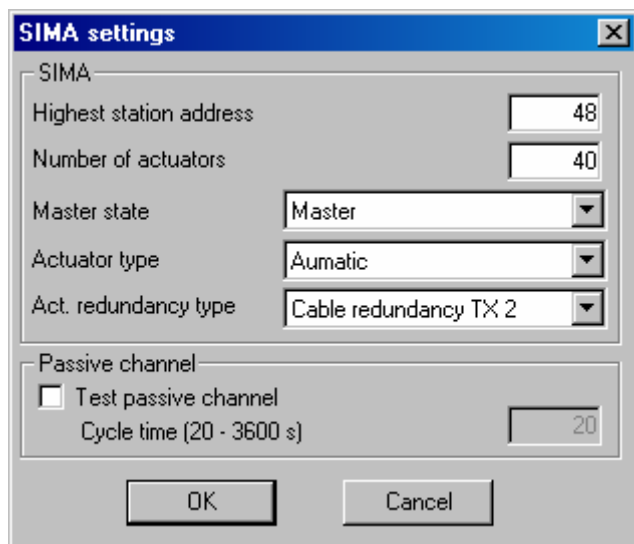 SIMA settings
SIMA
Highest station address 48
Number of actuators 40
Master state Master
Actuator type Aumatic
Act. redundancy type Cable redundancy TX 2
Passive channel
Test passive channel
Cycle time (20 - 3600 s) 20
OK Cancel